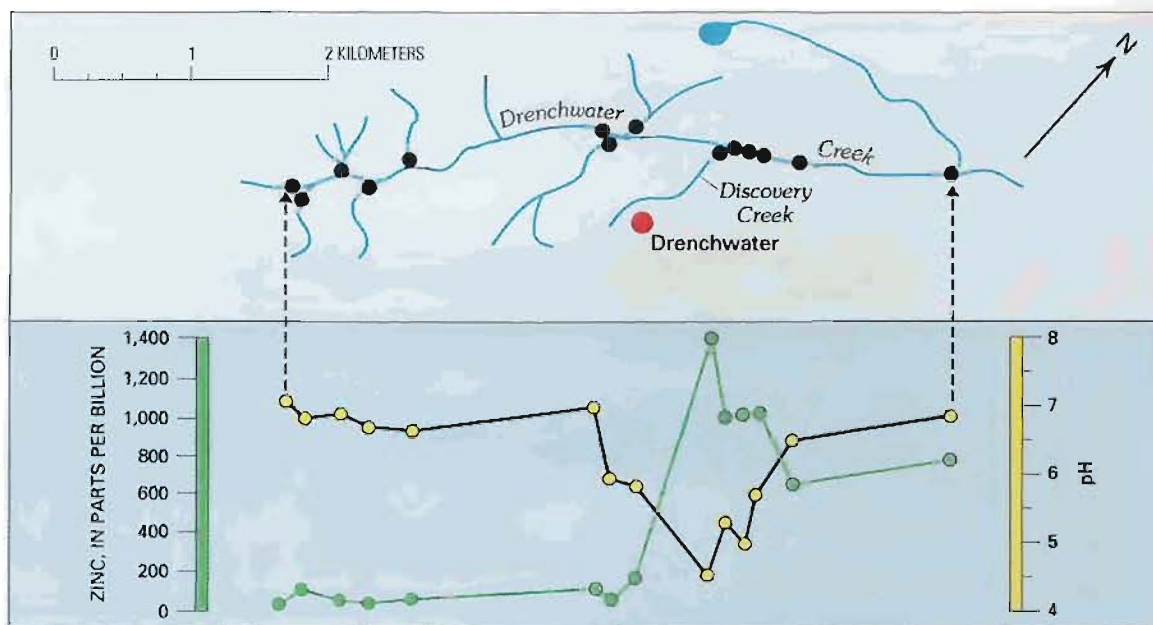 0 1 2 KILOMETERS
N
Drenchwater
Creek
Discovery
Creek
Drenchwater
ZINC, IN PARTS PER BILLION
1,400
1,200
1,000
800
600
400
200
0
8
7
6
5
4
pH